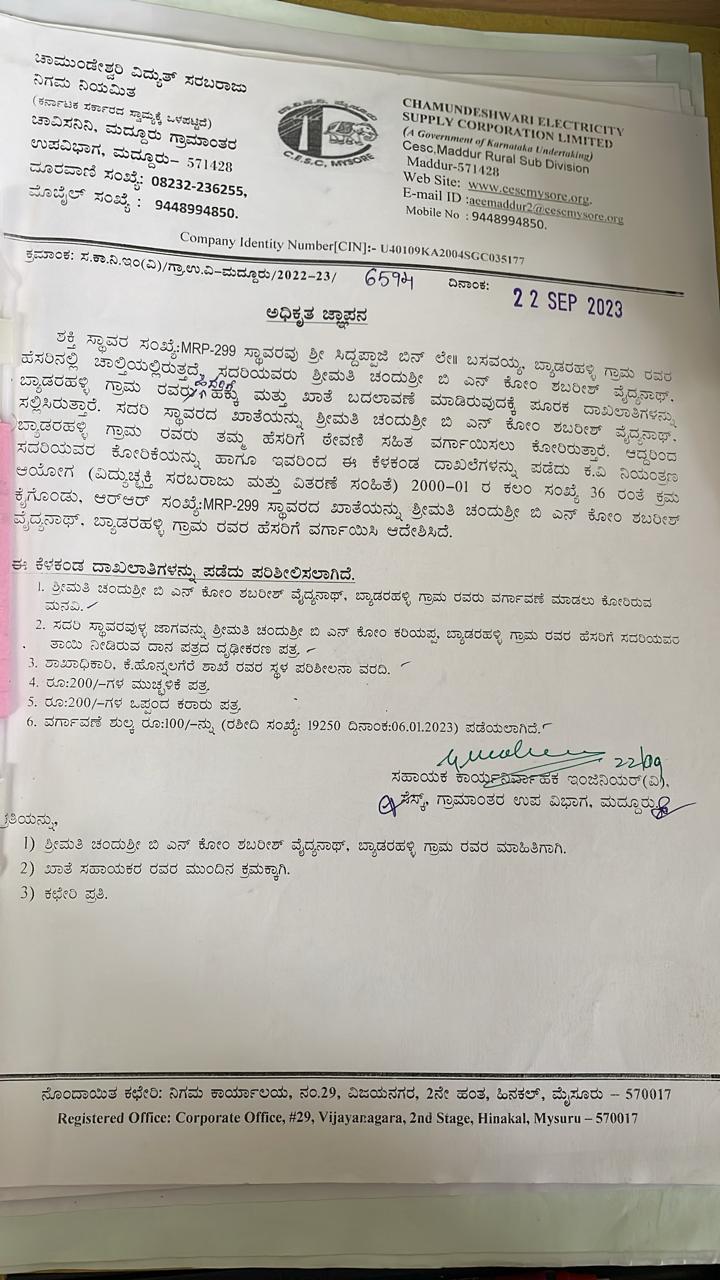 ಚಾಮುಂಡೇಶ್ವರಿ ವಿದ್ಯುತ್ ಸರಬರಾಜು
ನಿಗಮ ನಿಯಮಿತ
(ಕರ್ನಾಟಕ ಸರ್ಕಾರದ ಸ್ವಾಮ್ಯಕ್ಕೆ ಒಳಪಟ್ಟಿದೆ)
ಚಾವಿಸನಿನಿ, ಮದ್ದೂರು ಗ್ರಾಮಾಂತರ
ಉಪವಿಭಾಗ, ಮದ್ದೂರು– 571428
ದೂರವಾಣಿ ಸಂಖ್ಯೆ: 08232-236255,
ಮೊಬೈಲ್ ಸಂಖ್ಯೆ : 9448994850.
C.E.S.C, MYSORE
CHAMUNDESHWARI ELECTRICITY
SUPPLY CORPORATION LIMITED
(A Government of Karnataka Undertaking)
Cesc,Maddur Rural Sub Division
Maddur-571428
Web Site: www.cescmysore.org.
E-mail ID :aeemaddur2@cescmysore.org
Mobile No : 9448994850.
Company Identity Number[CIN]:- U40109KA2004SGC035177
ಕ್ರಮಾಂಕ: ಸ.ಕಾ.ನಿ.ಇಂ(ವಿ)/ಗ್ರಾ.ಉ.ವಿ-ಮದ್ದೂರು/2022-23/ 6594 ದಿನಾಂಕ: 22 SEP 2023
ಅಧಿಕೃತ ಜ್ಞಾಪನ
ಶಕ್ತಿ ಸ್ಥಾವರ ಸಂಖ್ಯೆ:MRP-299 ಸ್ಥಾವರವು ಶ್ರೀ ಸಿದ್ದಪ್ಪಾಜಿ ಬಿನ್ ಲೇ॥ ಬಸವಯ್ಯ, ಬ್ಯಾಡರಹಳ್ಳಿ ಗ್ರಾಮ ರವರ
ಹೆಸರಿನಲ್ಲಿ ಚಾಲ್ತಿಯಲ್ಲಿರುತ್ತದೆ, ಸದರಿಯವರು ಶ್ರೀಮತಿ ಚಂದುಶ್ರೀ ಬಿ ಎನ್ ಕೋಂ ಶಬರೀಶ್ ವೈದ್ಯನಾಥ್,
ಬ್ಯಾಡರಹಳ್ಳಿ ಗ್ರಾಮ ರವರು ಹಕ್ಕು ಮತ್ತು ಖಾತೆ ಬದಲಾವಣೆ ಮಾಡಿರುವುದಕ್ಕೆ ಪೂರಕ ದಾಖಲಾತಿಗಳನ್ನು
ಸಲ್ಲಿಸಿರುತ್ತಾರೆ. ಸದರಿ ಸ್ಥಾವರದ ಖಾತೆಯನ್ನು ಶ್ರೀಮತಿ ಚಂದುಶ್ರೀ ಬಿ ಎನ್ ಕೋಂ ಶಬರೀಶ್ ವೈದ್ಯನಾಥ್,
ಬ್ಯಾಡರಹಳ್ಳಿ ಗ್ರಾಮ ರವರು ತಮ್ಮ ಹೆಸರಿಗೆ ಠೇವಣಿ ಸಹಿತ ವರ್ಗಾಯಿಸಲು ಕೋರಿರುತ್ತಾರೆ. ಆದ್ದರಿಂದ
ಸದರಿಯವರ ಕೋರಿಕೆಯನ್ನು ಹಾಗೂ ಇವರಿಂದ ಈ ಕೆಳಕಂಡ ದಾಖಲೆಗಳನ್ನು ಪಡೆದು ಕ.ವಿ ನಿಯಂತ್ರಣ
ಆಯೋಗ (ವಿದ್ಯುಚ್ಛಕ್ತಿ ಸರಬರಾಜು ಮತ್ತು ವಿತರಣೆ ಸಂಹಿತೆ) 2000-01 ರ ಕಲಂ ಸಂಖ್ಯೆ 36 ರಂತೆ ಕ್ರಮ
ಕೈಗೊಂಡು, ಆರ್‌ಆರ್ ಸಂಖ್ಯೆ:MRP-299 ಸ್ಥಾವರದ ಖಾತೆಯನ್ನು ಶ್ರೀಮತಿ ಚಂದುಶ್ರೀ ಬಿ ಎನ್ ಕೋಂ ಶಬರೀಶ್
ವೈದ್ಯನಾಥ್, ಬ್ಯಾಡರಹಳ್ಳಿ ಗ್ರಾಮ ರವರ ಹೆಸರಿಗೆ ವರ್ಗಾಯಿಸಿ ಆದೇಶಿಸಿದೆ.
ಈ ಕೆಳಕಂಡ ದಾಖಲಾತಿಗಳನ್ನು ಪಡೆದು ಪರಿಶೀಲಿಸಲಾಗಿದೆ.
1. ಶ್ರೀಮತಿ ಚಂದುಶ್ರೀ ಬಿ ಎನ್ ಕೋಂ ಶಬರೀಶ್ ವೈದ್ಯನಾಥ್, ಬ್ಯಾಡರಹಳ್ಳಿ ಗ್ರಾಮ ರವರು ವರ್ಗಾವಣೆ ಮಾಡಲು ಕೋರಿರುವ
ಮನವಿ.
2. ಸದರಿ ಸ್ಥಾವರವುಳ್ಳ ಜಾಗವನ್ನು ಶ್ರೀಮತಿ ಚಂದುಶ್ರೀ ಬಿ ಎನ್ ಕೋಂ ಕರಿಯಪ್ಪ, ಬ್ಯಾಡರಹಳ್ಳಿ ಗ್ರಾಮ ರವರ ಹೆಸರಿಗೆ ಸದರಿಯವರ
ತಾಯಿ ನೀಡಿರುವ ದಾನ ಪತ್ರದ ದೃಢೀಕರಣ ಪತ್ರ.
3. ಶಾಖಾಧಿಕಾರಿ, ಕೆ.ಹೊನ್ನಲಗೆರೆ ಶಾಖೆ ರವರ ಸ್ಥಳ ಪರಿಶೀಲನಾ ವರದಿ.
4. ರೂ:200/-ಗಳ ಮುಚ್ಚಳಿಕೆ ಪತ್ರ.
5. ರೂ:200/-ಗಳ ಒಪ್ಪಂದ ಕರಾರು ಪತ್ರ.
6. ವರ್ಗಾವಣೆ ಶುಲ್ಕ ರೂ:100/-ನ್ನು (ರಶೀದಿ ಸಂಖ್ಯೆ: 19250 ದಿನಾಂಕ:06.01.2023) ಪಡೆಯಲಾಗಿದೆ.
22/09
ಸಹಾಯಕ ಕಾರ್ಯನಿರ್ವಾಹಕ ಇಂಜಿನಿಯರ್(ವಿ),
ಸೆಸ್ಕ್, ಗ್ರಾಮಾಂತರ ಉಪ ವಿಭಾಗ, ಮದ್ದೂರು
ಪ್ರತಿಯನ್ನು,
1) ಶ್ರೀಮತಿ ಚಂದುಶ್ರೀ ಬಿ ಎನ್ ಕೋಂ ಶಬರೀಶ್ ವೈದ್ಯನಾಥ್, ಬ್ಯಾಡರಹಳ್ಳಿ ಗ್ರಾಮ ರವರ ಮಾಹಿತಿಗಾಗಿ.
2) ಖಾತೆ ಸಹಾಯಕರ ರವರ ಮುಂದಿನ ಕ್ರಮಕ್ಕಾಗಿ.
3) ಕಛೇರಿ ಪ್ರತಿ.
ನೊಂದಾಯಿತ ಕಛೇರಿ: ನಿಗಮ ಕಾರ್ಯಾಲಯ, ನಂ.29, ವಿಜಯನಗರ, 2ನೇ ಹಂತ, ಹಿನಕಲ್, ಮೈಸೂರು – 570017
Registered Office: Corporate Office, #29, Vijayanagara, 2nd Stage, Hinakal, Mysuru – 570017